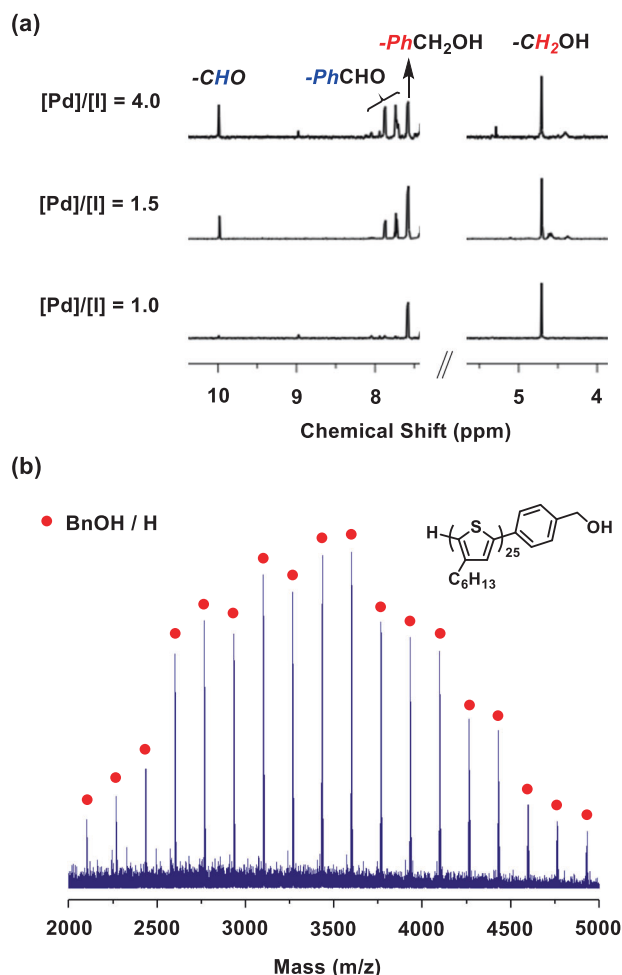 (a)
-PhCH₂OH
-CH₂OH
-CHO
-PhCHO
[Pd]/[I] = 4.0
[Pd]/[I] = 1.5
[Pd]/[I] = 1.0
10 9 8 5 4
Chemical Shift (ppm)
(b)
BnOH / H
H S 25 OH
C₆H₁₃
2000 2500 3000 3500 4000 4500 5000
Mass (m/z)